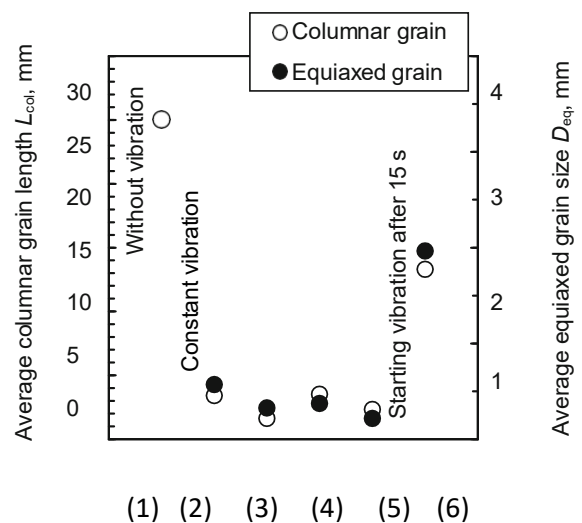 Columnar grain
Equiaxed grain
Average columnar grain length Lcol, mm
30
25
20
15
10
5
0
Without vibration
Constant vibration
Starting vibration after 15 s
4
3
2
1
Average equiaxed grain size Deq, mm
(1) (2) (3) (4) (5) (6)